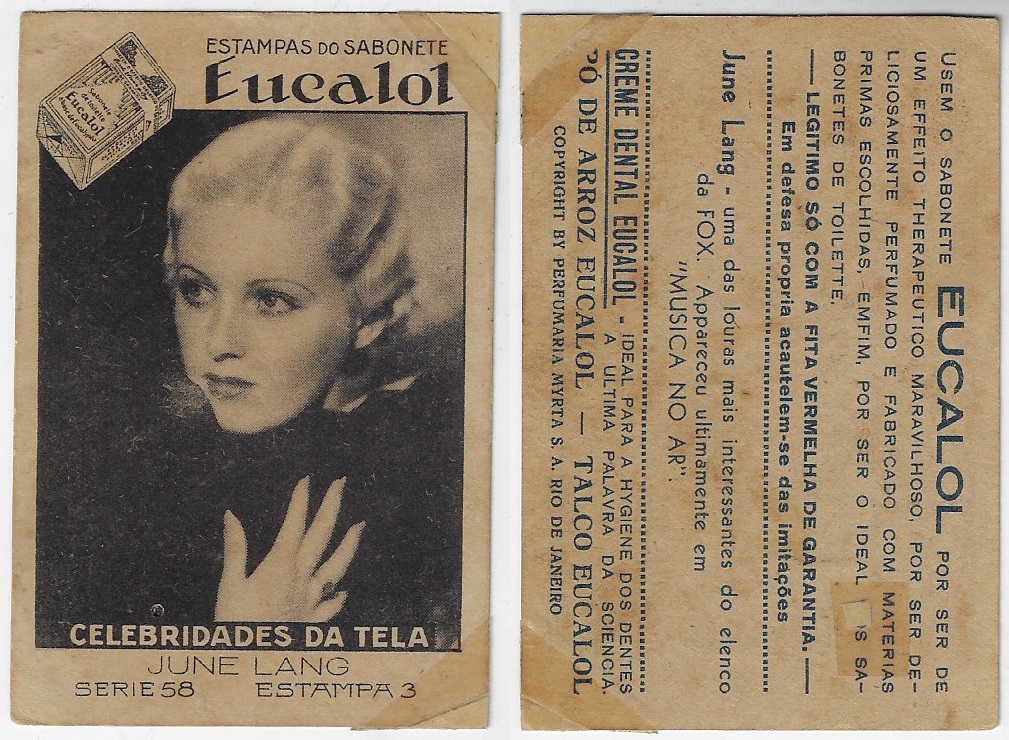 ESTAMPAS DO SABONETE
Eucalol
Sabonete
de toilette
Eucalol
CELEBRIDADES DA TELA
JUNE LANG
SERIE 58 ESTAMPA 3
USEM O SABONETE EUCALOL POR SER DE
UM EFFEITO THERAPEUTICO MARAVILHOSO, POR SER DE-
LICIOSAMENTE PERFUMADO E FABRICADO COM MATERIAS
PRIMAS ESCOLHIDAS, EMFIM, POR SER O IDEAL S SA-
BONETES DE TOILETTE.
— LEGITIMO SÓ COM A FITA VERMELHA DE GARANTIA. —
Em defesa propria acautelem-se das imitações
June Lang - uma das louras mais interessantes do elenco
da FOX. Appareceu ultimamente em
"MUSICA NO AR".
CREME DENTAL EUCALOL - IDEAL PARA A HYGIENE DOS DENTES
A ULTIMA PALAVRA DA SCIENCIA.
PÓ DE ARROZ EUCALOL — TALCO EUCALOL
COPYRIGHT BY PERFUMARIA MYRTA S. A. RIO DE JANEIRO